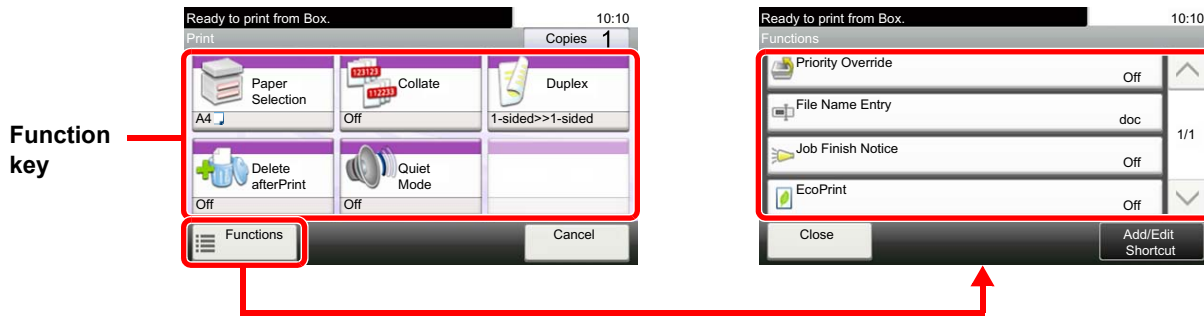 Ready to print from Box.
10:10
Print
Copies 1
Function
key
Paper
Selection
A4
123123
112233
Collate
Off
Duplex
1-sided>>1-sided
Delete
afterPrint
Off
Quiet
Mode
Off
Functions
Cancel
Ready to print from Box.
10:10
Functions
Priority Override
Off
File Name Entry
doc
1/1
Job Finish Notice
Off
EcoPrint
Off
Close
Add/Edit
Shortcut